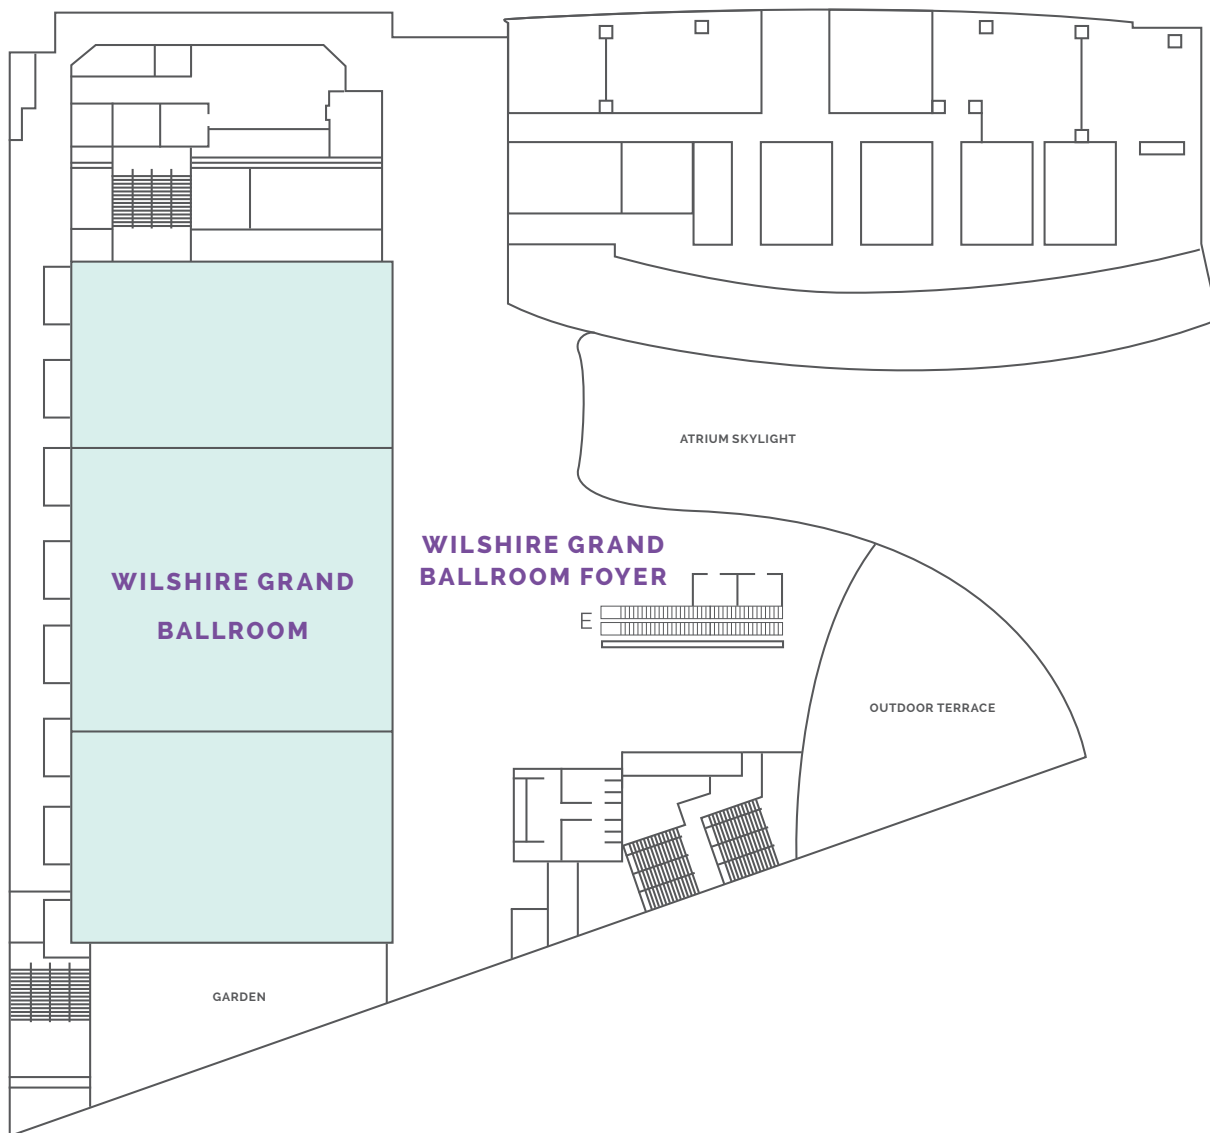 ATRIUM SKYLIGHT
WILSHIRE GRAND
BALLROOM FOYER
WILSHIRE GRAND
BALLROOM
E
OUTDOOR TERRACE
GARDEN